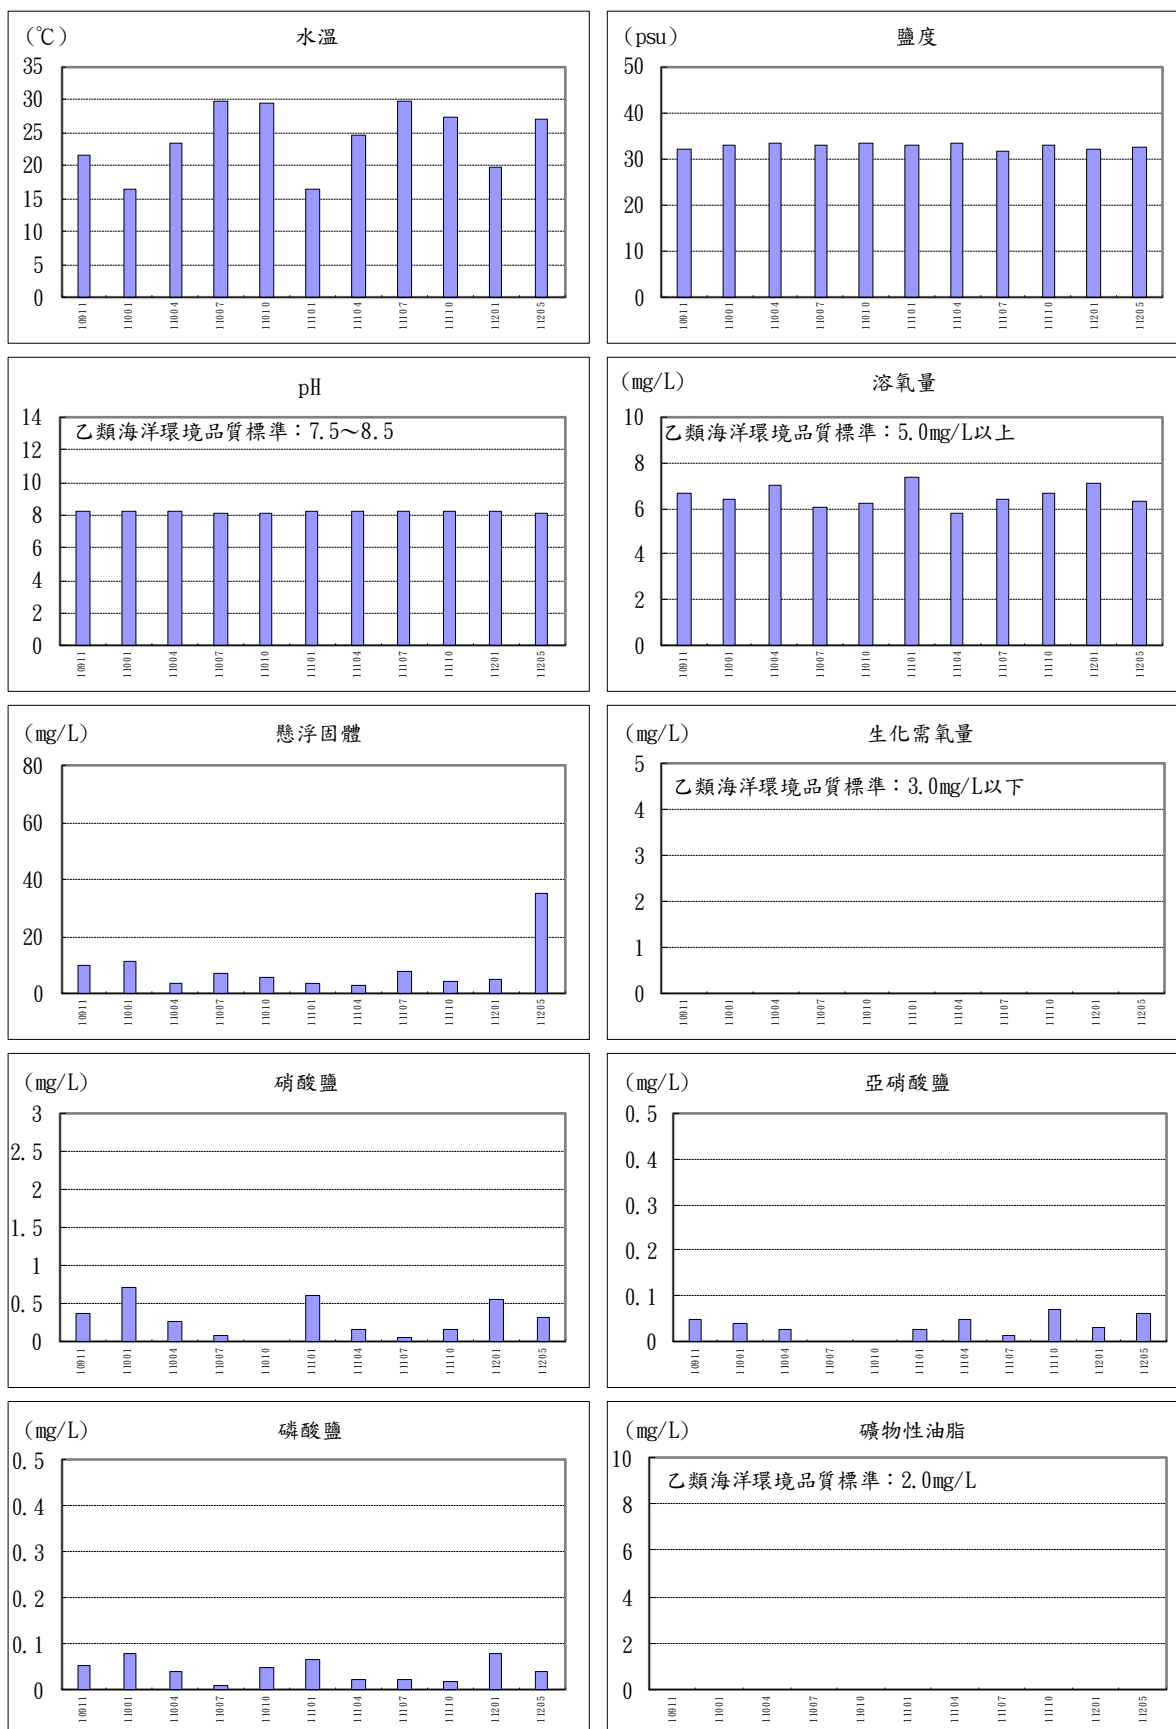 (℃) 水溫
35
30
25
20
15
10
5
0
10911 11001 11004 11007 11010 11101 11104 11107 11110 11201 11205
(psu) 鹽度
50
40
30
20
10
0
10911 11001 11004 11007 11010 11101 11104 11107 11110 11201 11205
pH
乙類海洋環境品質標準：7.5～8.5
14
12
10
8
6
4
2
0
10911 11001 11004 11007 11010 11101 11104 11107 11110 11201 11205
(mg/L) 溶氧量
乙類海洋環境品質標準：5.0mg/L以上
10
8
6
4
2
0
10911 11001 11004 11007 11010 11101 11104 11107 11110 11201 11205
(mg/L) 懸浮固體
80
60
40
20
0
10911 11001 11004 11007 11010 11101 11104 11107 11110 11201 11205
(mg/L) 生化需氧量
5
乙類海洋環境品質標準：3.0mg/L以下
4
3
2
1
0
10911 11001 11004 11007 11010 11101 11104 11107 11110 11201 11205
(mg/L) 硝酸鹽
3
2.5
2
1.5
1
0.5
0
10911 11001 11004 11007 11010 11101 11104 11107 11110 11201 11205
(mg/L) 亞硝酸鹽
0.5
0.4
0.3
0.2
0.1
0
10911 11001 11004 11007 11010 11101 11104 11107 11110 11201 11205
(mg/L) 磷酸鹽
0.5
0.4
0.3
0.2
0.1
0
10911 11001 11004 11007 11010 11101 11104 11107 11110 11201 11205
(mg/L) 礦物性油脂
10
乙類海洋環境品質標準：2.0mg/L
8
6
4
2
0
10911 11001 11004 11007 11010 11101 11104 11107 11110 11201 11205